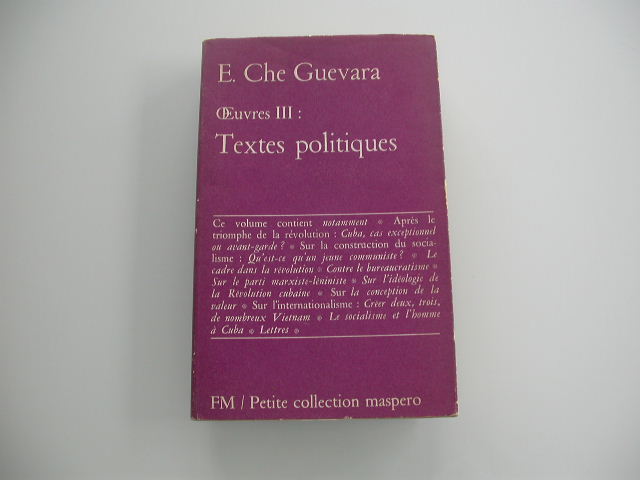 E. Che Guevara
Œuvres III :
Textes politiques
Ce volume contient notamment * Après le
triomphe de la révolution : Cuba, cas exceptionnel
ou avant-garde ? * Sur la construction du socia-
lisme : Qu'est-ce qu'un jeune communiste ? * Le
cadre dans la révolution * Contre le bureaucratisme *
Sur le parti marxiste-léniniste * Sur l'idéologie de
la Révolution cubaine * Sur la conception de la
valeur * Sur l'internationalisme : Créer deux, trois,
de nombreux Vietnam * Le socialisme et l'homme
à Cuba * Lettres *
FM / Petite collection maspero